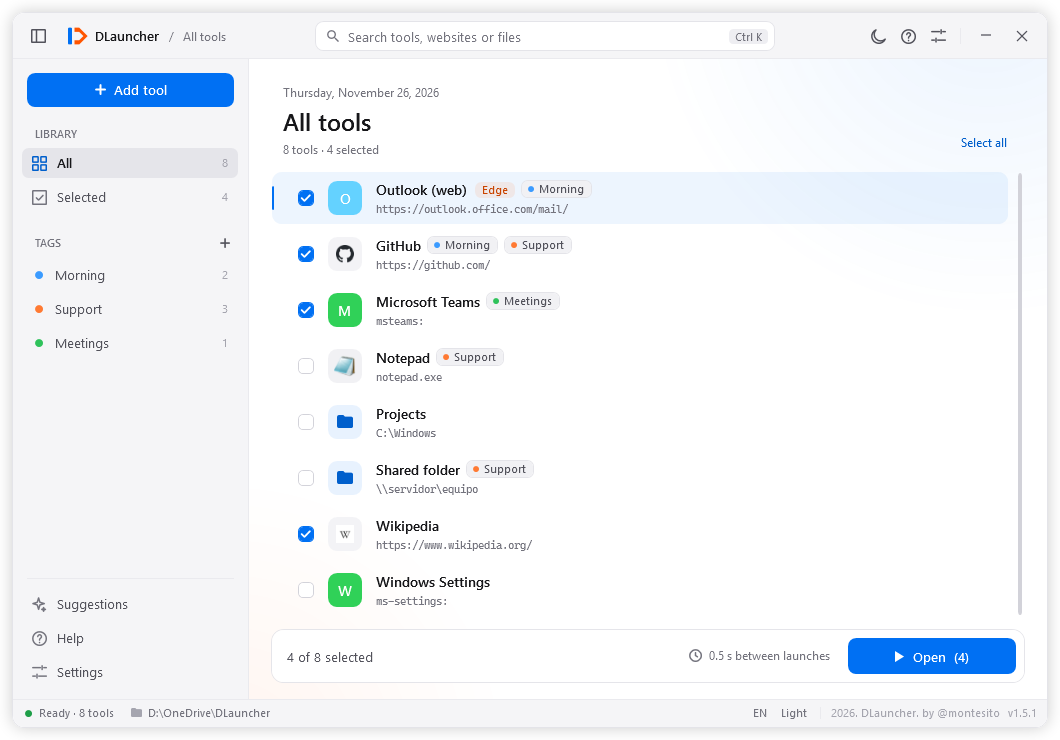 DLauncher / All tools
Search tools, websites or files
Ctrl K
Add tool
LIBRARY
All 8
Selected 4
TAGS
Morning 2
Support 3
Meetings 1
Suggestions
Help
Settings
Thursday, November 26, 2026
All tools
8 tools · 4 selected
Select all
O
Outlook (web) Edge Morning
https://outlook.office.com/mail/
GitHub Morning Support
https://github.com/
M
Microsoft Teams Meetings
msteams:
Notepad Support
notepad.exe
Projects
C:\Windows
Shared folder Support
\\servidor\equipo
W
Wikipedia
https://www.wikipedia.org/
W
Windows Settings
ms-settings:
4 of 8 selected
0.5 s between launches
Open (4)
Ready · 8 tools
D:\OneDrive\DLauncher
EN Light 2026. DLauncher. by @montesito v1.5.1